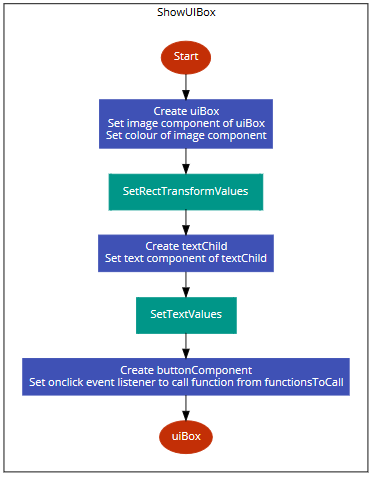 ShowUIBox
Start
Create uiBox
Set image component of uiBox
Set colour of image component
SetRectTransformValues
Create textChild
Set text component of textChild
SetTextValues
Create buttonComponent
Set onclick event listener to call function from functionsToCall
uiBox